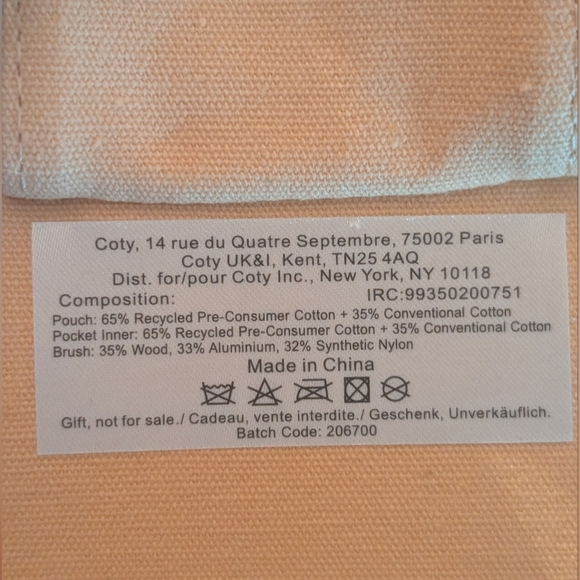 Coty, 14 rue du Quatre Septembre, 75002 Paris
Coty UK&I, Kent, TN25 4AQ
Dist. for/pour Coty Inc., New York, NY 10118
Composition: IRC:99350200751
Pouch: 65% Recycled Pre-Consumer Cotton + 35% Conventional Cotton
Pocket Inner: 65% Recycled Pre-Consumer Cotton + 35% Conventional Cotton
Brush: 35% Wood, 33% Aluminium, 32% Synthetic Nylon
Made in China
Gift, not for sale./ Cadeau, vente interdite./ Geschenk, Unverkäuflich.
Batch Code: 206700